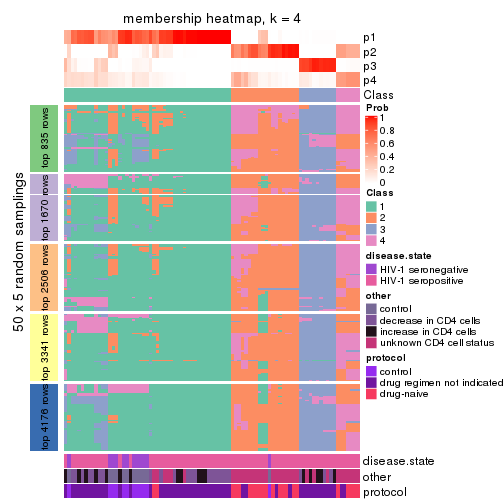 membership heatmap, k = 4
p1
p2
p3
p4
Class
50 x 5 random samplings
top 835 rows
top 1670 rows
top 2506 rows
top 3341 rows
top 4176 rows
Prob
1
0.8
0.6
0.4
0.2
0
Class
1
2
3
4
disease.state
HIV-1 seronegative
HIV-1 seropositive
other
control
decrease in CD4 cells
increase in CD4 cells
unknown CD4 cell status
protocol
control
drug regimen not indicated
drug-naive
disease.state
other
protocol